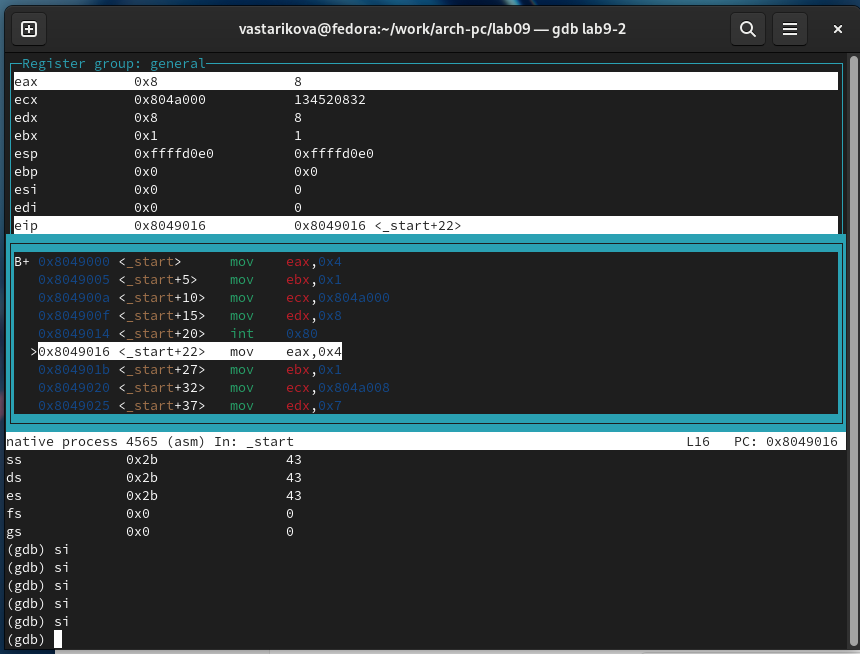 vastarikova@fedora:~/work/arch-pc/lab09 — gdb lab9-2
Register group: general
eax 0x8 8
ecx 0x804a000 134520832
edx 0x8 8
ebx 0x1 1
esp 0xffffd0e0 0xffffd0e0
ebp 0x0 0x0
esi 0x0 0
edi 0x0 0
eip 0x8049016 0x8049016 <_start+22>
B+ 0x8049000 <_start> mov eax,0x4
0x8049005 <_start+5> mov ebx,0x1
0x804900a <_start+10> mov ecx,0x804a000
0x804900f <_start+15> mov edx,0x8
0x8049014 <_start+20> int 0x80
>0x8049016 <_start+22> mov eax,0x4
0x804901b <_start+27> mov ebx,0x1
0x8049020 <_start+32> mov ecx,0x804a008
0x8049025 <_start+37> mov edx,0x7
native process 4565 (asm) In: _start L16 PC: 0x8049016
ss 0x2b 43
ds 0x2b 43
es 0x2b 43
fs 0x0 0
gs 0x0 0
(gdb) si
(gdb) si
(gdb) si
(gdb) si
(gdb) si
(gdb)